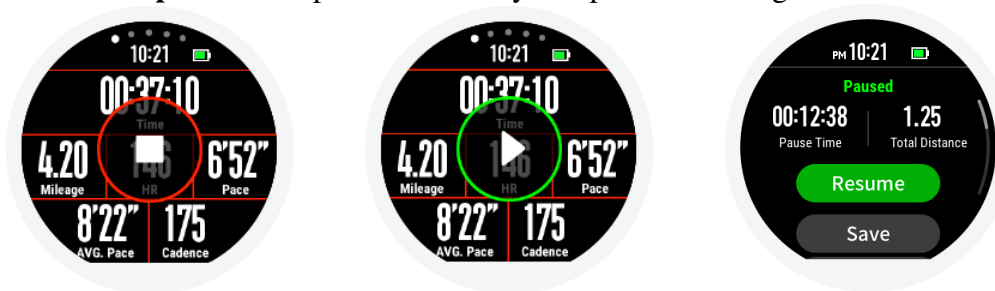 10:21
00:37:10
Time
4.20 146 6'52”
Mileage HR Pace
8'22” 175
AVG. Pace Cadence
10:21
00:37:10
Time
4.20 146 6'52”
Mileage HR Pace
8'22” 175
AVG. Pace Cadence
PM 10:21
Paused
00:12:38 1.25
Pause Time Total Distance
Resume
Save